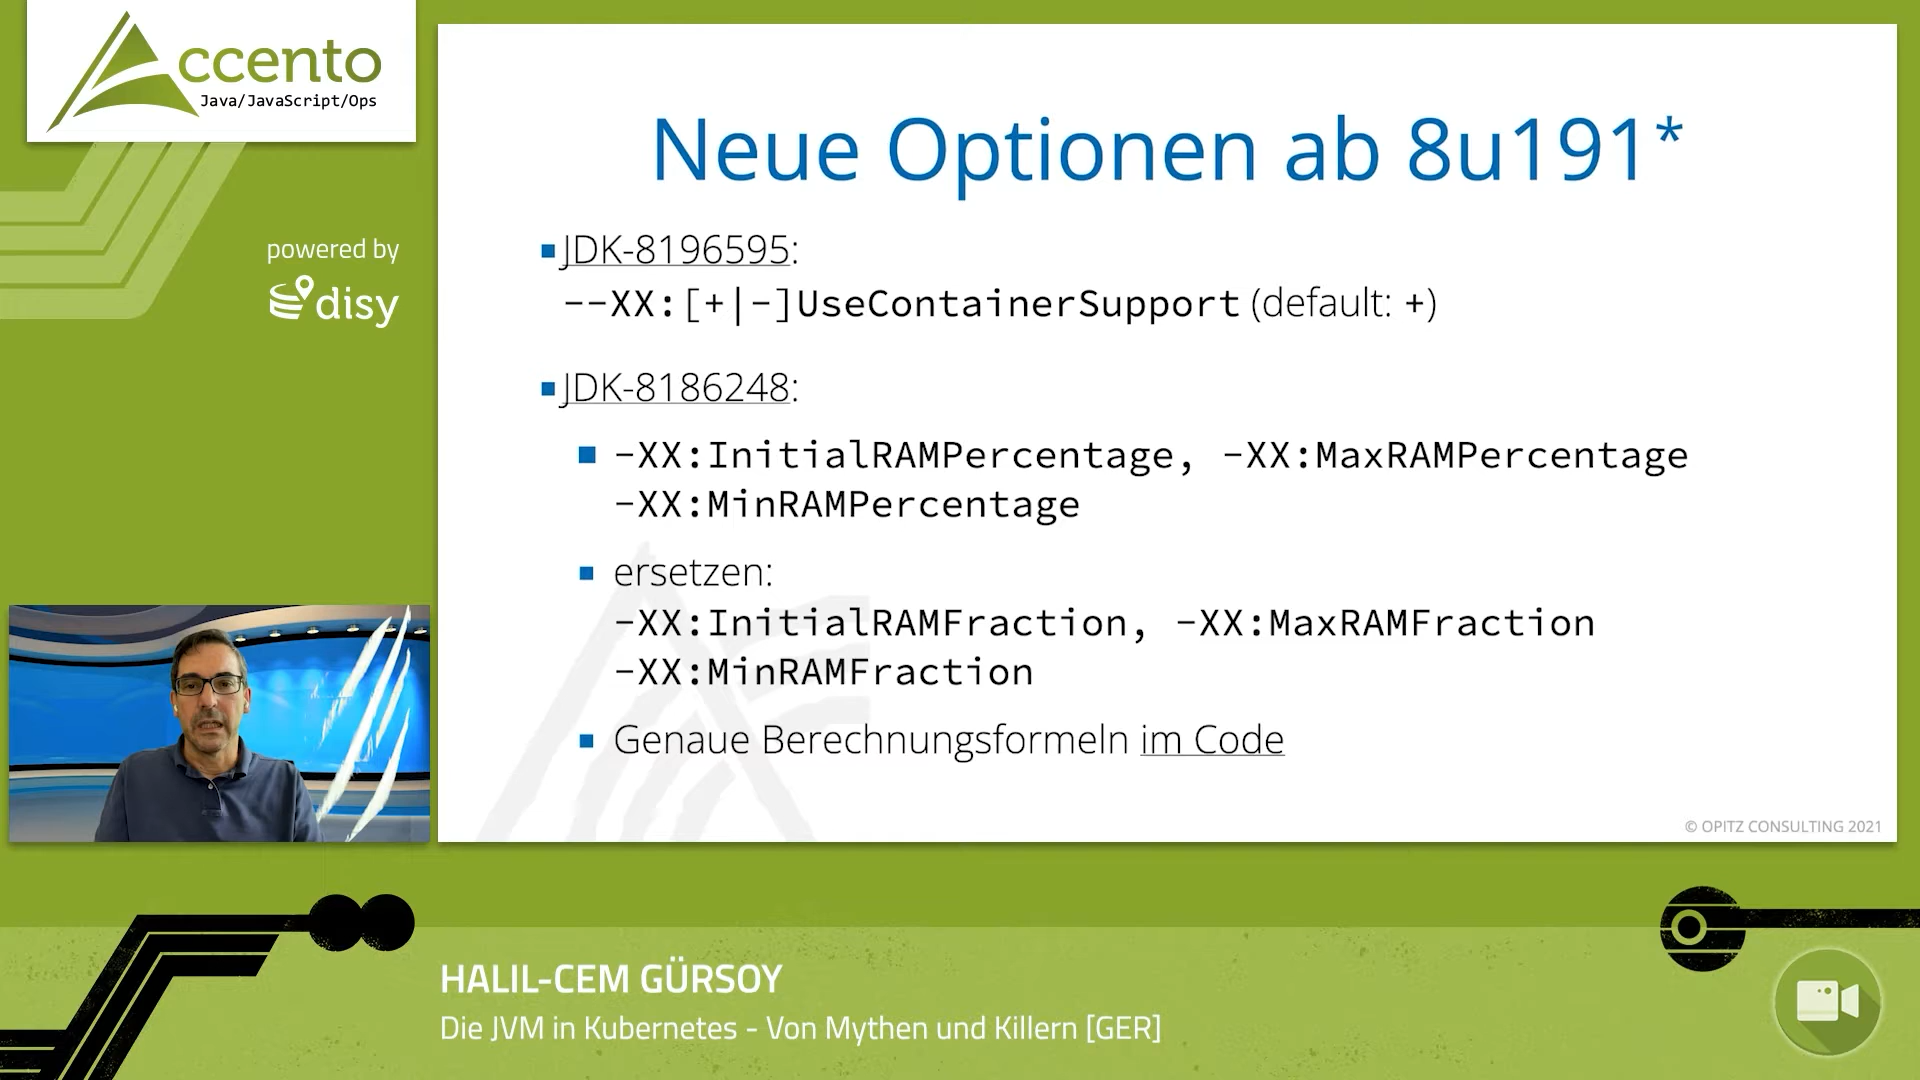 ccento
Java/JavaScript/Ops
powered by
disy
Neue Optionen ab 8u191*
JDK-8196595:
--XX:[+|-]UseContainerSupport (default: +)
JDK-8186248:
-XX:InitialRAMPercentage, -XX:MaxRAMPercentage
-XX:MinRAMPercentage
ersetzen:
-XX:InitialRAMFraction, -XX:MaxRAMFraction
-XX:MinRAMFraction
Genaue Berechnungsformeln im Code
© OPITZ CONSULTING 2021
HALIL-CEM GÜRSOY
Die JVM in Kubernetes - Von Mythen und Killern [GER]